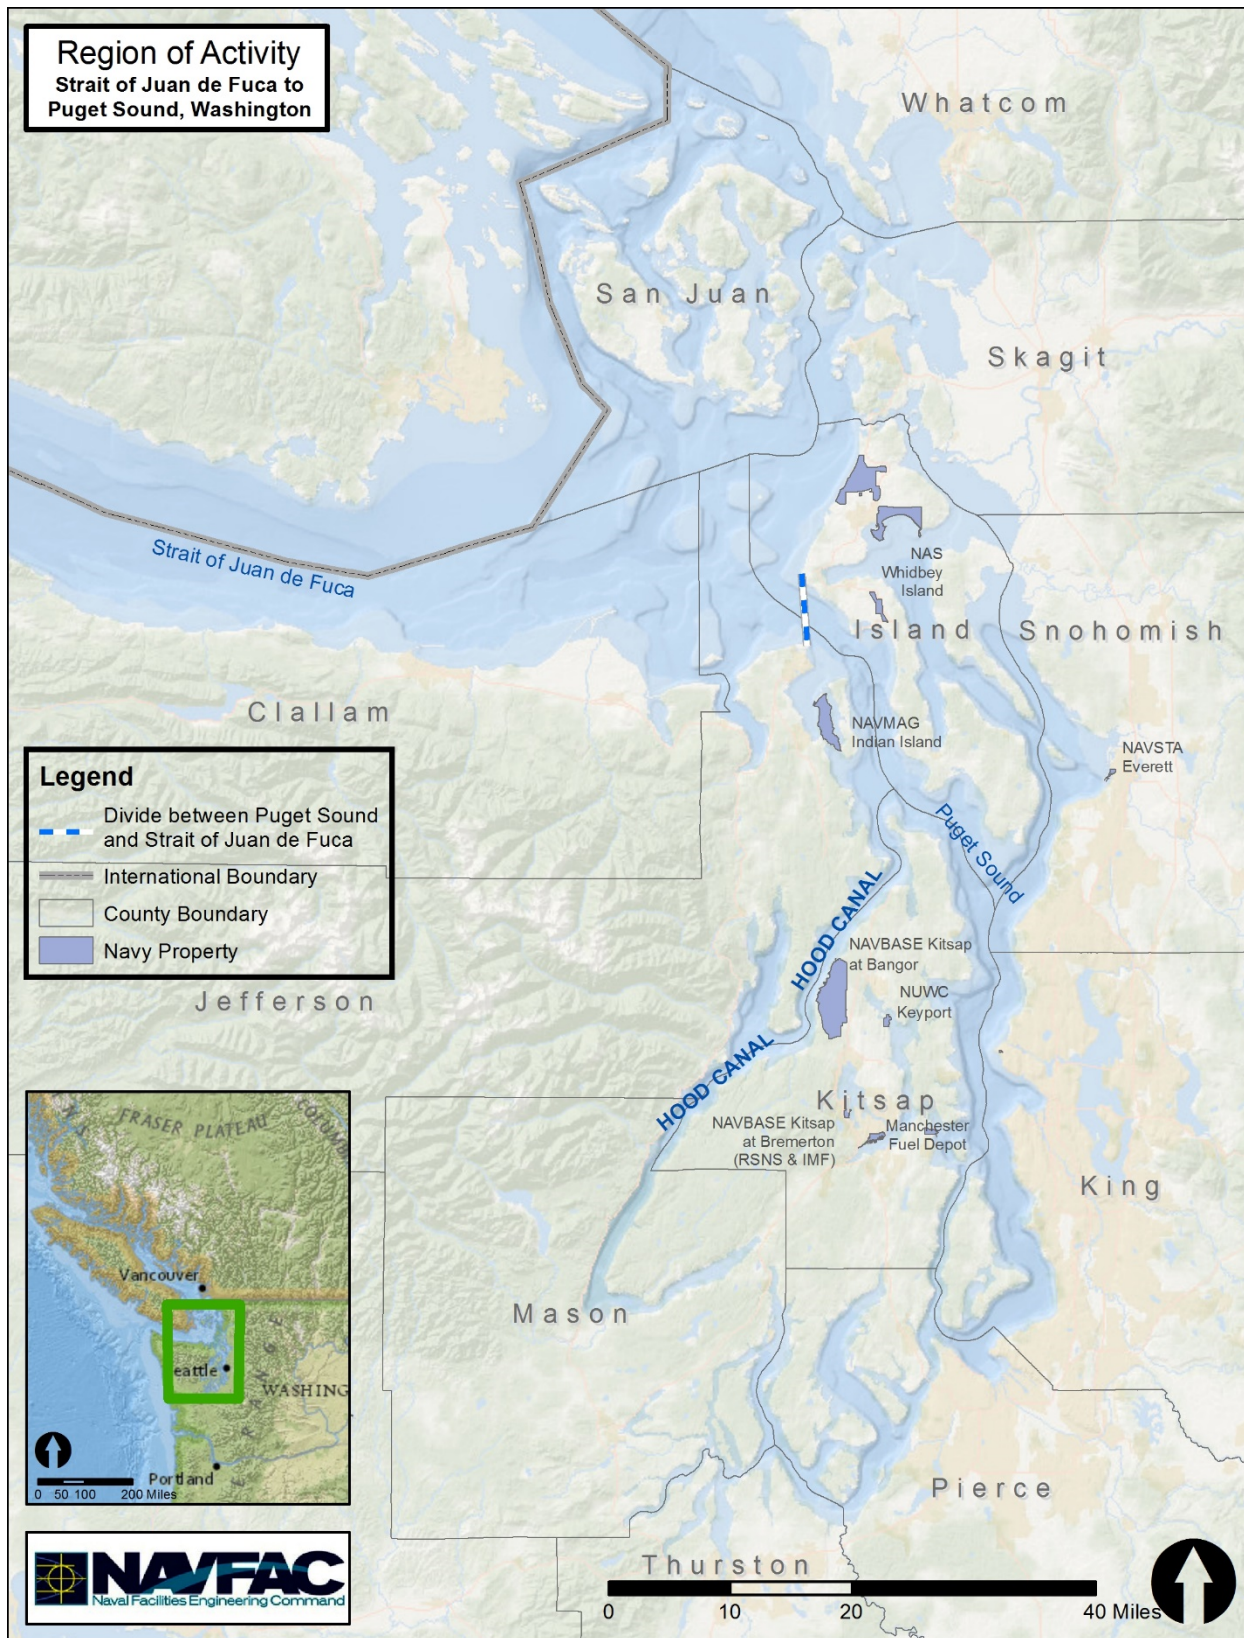 Region of Activity
Strait of Juan de Fuca to
Puget Sound, Washington
Whatcom
San Juan
Skagit
Strait of Juan de Fuca
NAS
Whidbey
Island
Island
Snohomish
Clallam
NAVMAG
Indian Island
NAVSTA
Everett
Puget Sound
Legend
Divide between Puget Sound
and Strait of Juan de Fuca
International Boundary
County Boundary
Navy Property
HOOD CANAL
NAVBASE Kitsap
at Bangor
NUWC
Keyport
Jefferson
HOOD CANAL
Kitsap
NAVBASE Kitsap
at Bremerton
(RSNS & IMF)
Manchester
Fuel Depot
King
Mason
Pierce
Thurston
FRASER PLATEAU
COLUMB
Vancouver
eattle
WASHING
RANGE
Portland
0 50 100 200 Miles
NAVFAC
Naval Facilities Engineering Command
0 10 20 40 Miles